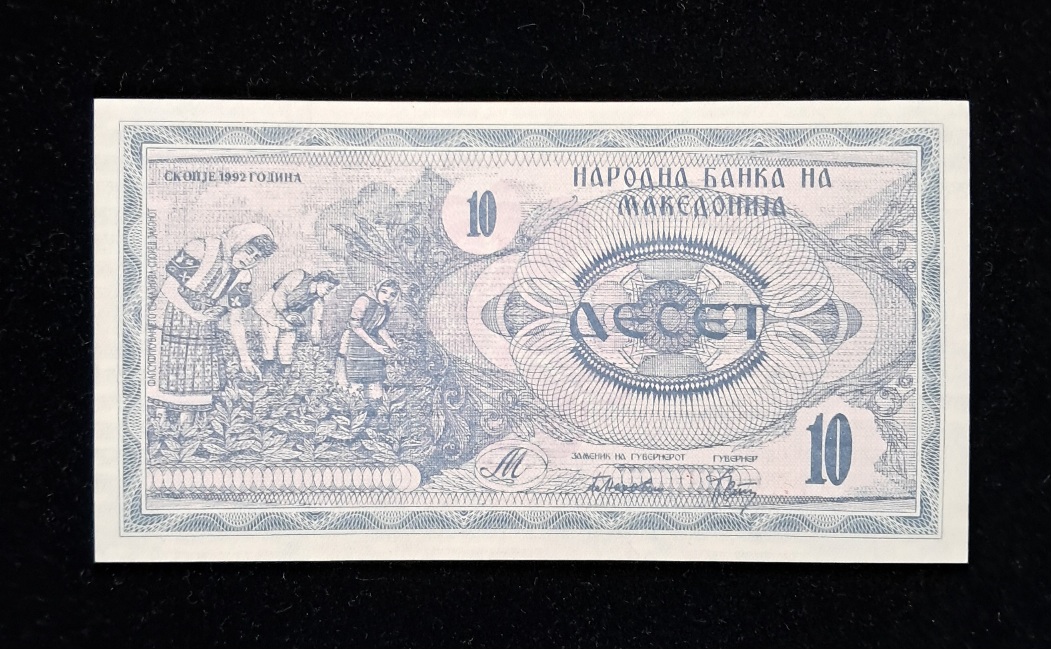 СКОПЈЕ 1992 ГОДИНА
10
НАРОДНА БАНКА НА
МАКЕДОНИЈА
ДЕСЕТ
ЗАМЕНИК НА ГУВЕРНЕРОТ
ГУВЕРНЕР
10